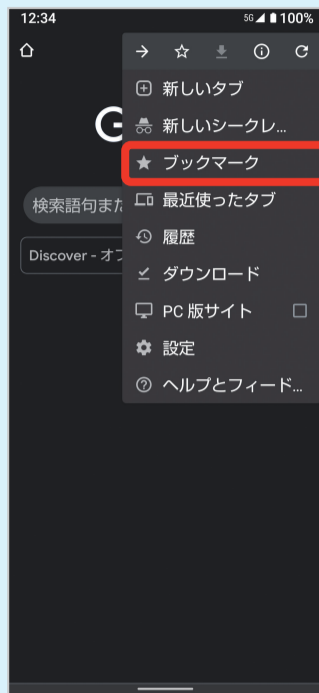 12:34
5G 100%
G
新しいタブ
新しいシークレ...
ブックマーク
検索語句また
最近使ったタブ
履歴
Discover - オフ
ダウンロード
PC 版サイト
設定
ヘルプとフィード...